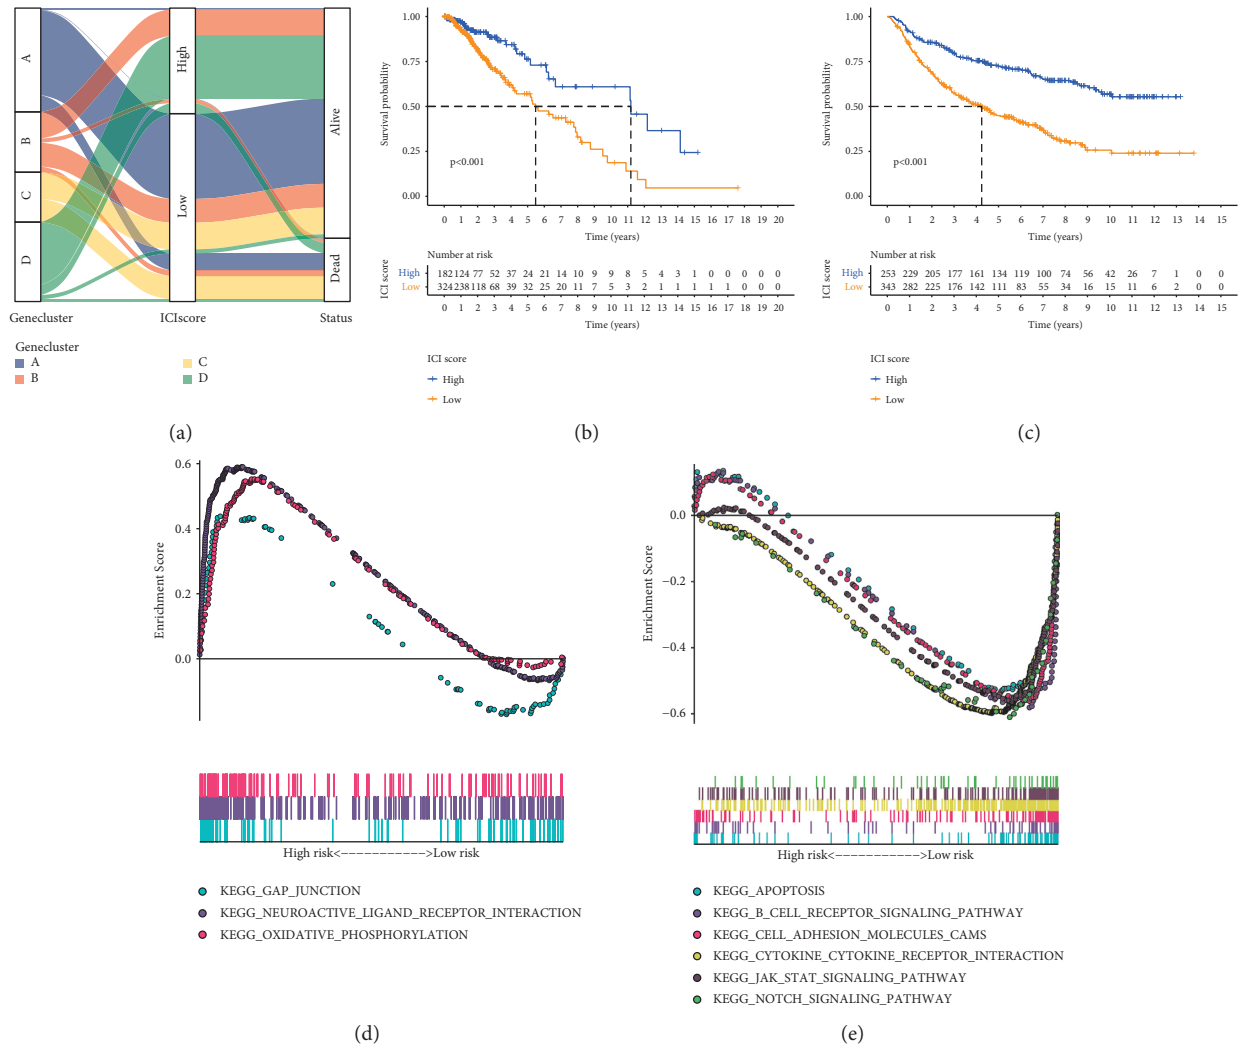 A
B
C
D
High
Low
Alive
Dead
Genecluster
ICIscore
Status
Genecluster
A
C
B
D
(a)
Survival probability
1.00
0.75
0.50
0.25
0.00
p<0.001
0 1 2 3 4 5 6 7 8 9 10 11 12 13 14 15 16 17 18 19 20
Time (years)
Number at risk
ICI score
High 182 124 77 52 37 24 21 14 10 9 9 8 5 4 3 1 0 0 0 0 0
Low 324 238 118 68 39 32 25 20 11 7 5 3 2 1 1 1 1 1 0 0 0
0 1 2 3 4 5 6 7 8 9 10 11 12 13 14 15 16 17 18 19 20
Time (years)
ICI score
High
Low
(b)
Survival probability
1.00
0.75
0.50
0.25
0.00
p<0.001
0 1 2 3 4 5 6 7 8 9 10 11 12 13 14 15
Time (years)
Number at risk
ICI score
High 253 229 205 177 161 134 119 100 74 56 42 26 7 1 0 0
Low 343 282 225 176 142 111 83 55 34 16 15 11 6 2 0 0
0 1 2 3 4 5 6 7 8 9 10 11 12 13 14 15
Time (years)
ICI score
High
Low
(c)
Enrichment Score
0.6
0.4
0.2
0.0
High risk<----------->Low risk
KEGG_GAP_JUNCTION
KEGG_NEUROACTIVE_LIGAND_RECEPTOR_INTERACTION
KEGG_OXIDATIVE_PHOSPHORYLATION
(d)
Enrichment Score
0.0
−0.2
−0.4
−0.6
High risk<----------->Low risk
KEGG_APOPTOSIS
KEGG_B_CELL_RECEPTOR_SIGNALING_PATHWAY
KEGG_CELL_ADHESION_MOLECULES_CAMS
KEGG_CYTOKINE_CYTOKINE_RECEPTOR_INTERACTION
KEGG_JAK_STAT_SIGNALING_PATHWAY
KEGG_NOTCH_SIGNALING_PATHWAY
(e)